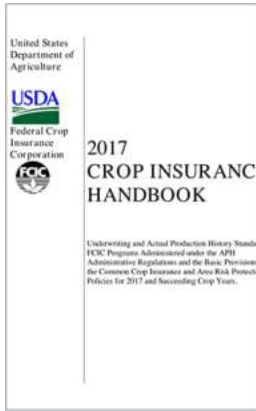 United States
Department of
Agriculture
USDA
Federal Crop
Insurance
Corporation
FCIC
2017
CROP INSURANC
HANDBOOK
Underwriting and Actual Production History Standa
FCIC Programs Administered under the APH
Administrative Regulations and the Basic Provision
the Common Crop Insurance and Area Risk Protecti
Policies for 2017 and Succeeding Crop Years.